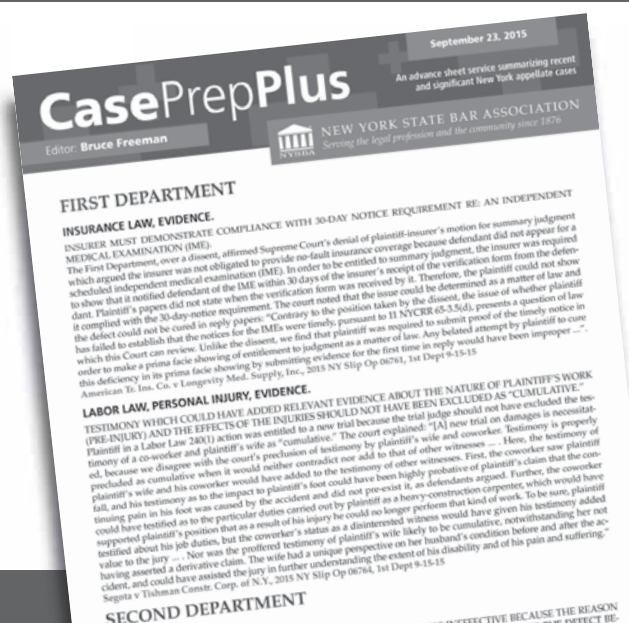 September 23, 2015
CasePrepPlus
An advance sheet service summarizing recent
and significant New York appellate cases
Editor: Bruce Freeman
NYSBA
NEW YORK STATE BAR ASSOCIATION
Serving the legal profession and the community since 1876
FIRST DEPARTMENT
INSURANCE LAW, EVIDENCE.
INSURER MUST DEMONSTRATE COMPLIANCE WITH 30-DAY NOTICE REQUIREMENT RE: AN INDEPENDENT
MEDICAL EXAMINATION (IME).
The First Department, over a dissent, affirmed Supreme Court's denial of plaintiff-insurer's motion for summary judgment
which argued the insurer was not obligated to provide no-fault insurance coverage because defendant did not appear for a
scheduled independent medical examination (IME). In order to be entitled to summary judgment, the insurer was required
to show that it notified defendant of the IME within 30 days of the insurer's receipt of the verification form from the defen-
dant. Plaintiff's papers did not state when the verification form was received by it. Therefore, the plaintiff could not show
it complied with the 30-day-notice requirement. The court noted that the issue could be determined as a matter of law and
the defect could not be cured in reply papers: "Contrary to the position taken by the dissent, the issue of whether plaintiff
has failed to establish that the notices for the IMEs were timely, pursuant to 11 NYCRR 65-3.5(d), presents a question of law
which this Court can review. Unlike the dissent, we find that plaintiff was required to submit proof of the timely notice in
order to make a prima facie showing of entitlement to judgment as a matter of law. Any belated attempt by plaintiff to cure
this deficiency in its prima facie showing by submitting evidence for the first time in reply would have been improper ...".
American Tr. Ins. Co. v Longevity Med. Supply, Inc., 2015 NY Slip Op 06761, 1st Dept 9-15-15
LABOR LAW, PERSONAL INJURY, EVIDENCE.
TESTIMONY WHICH COULD HAVE ADDED RELEVANT EVIDENCE ABOUT THE NATURE OF PLAINTIFF'S WORK
(PRE-INJURY) AND THE EFFECTS OF THE INJURIES SHOULD NOT HAVE BEEN EXCLUDED AS "CUMULATIVE."
Plaintiff in a Labor Law 240(1) action was entitled to a new trial because the trial judge should not have excluded the tes-
timony of a co-worker and plaintiff's wife as "cumulative." The court explained: "[A] new trial on damages is necessitat-
ed, because we disagree with the court's preclusion of testimony by plaintiff's wife and coworker. Testimony is properly
precluded as cumulative when it would neither contradict nor add to that of other witnesses ... . Here, the testimony of
plaintiff's wife and his coworker would have added to the testimony of other witnesses. First, the coworker saw plaintiff
fall, and his testimony as to the impact to plaintiff's foot could have been highly probative of plaintiff's claim that the con-
tinuing pain in his foot was caused by the accident and did not pre-exist it, as defendants argued. Further, the coworker
could have testified as to the particular duties carried out by plaintiff as a heavy-construction carpenter, which would have
supported plaintiff's position that as a result of his injury he could no longer perform that kind of work. To be sure, plaintiff
testified about his job duties, but the coworker's status as a disinterested witness would have given his testimony added
value to the jury ... . Nor was the proffered testimony of plaintiff's wife likely to be cumulative, notwithstanding her not
having asserted a derivative claim. The wife had a unique perspective on her husband's condition before and after the ac-
cident, and could have assisted the jury in further understanding the extent of his disability and of his pain and suffering."
Segota v Tishman Constr. Corp. of N.Y., 2015 NY Slip Op 06764, 1st Dept 9-15-15
SECOND DEPARTMENT
INEFFECTIVE BECAUSE THE REASON
DEFECT BE-